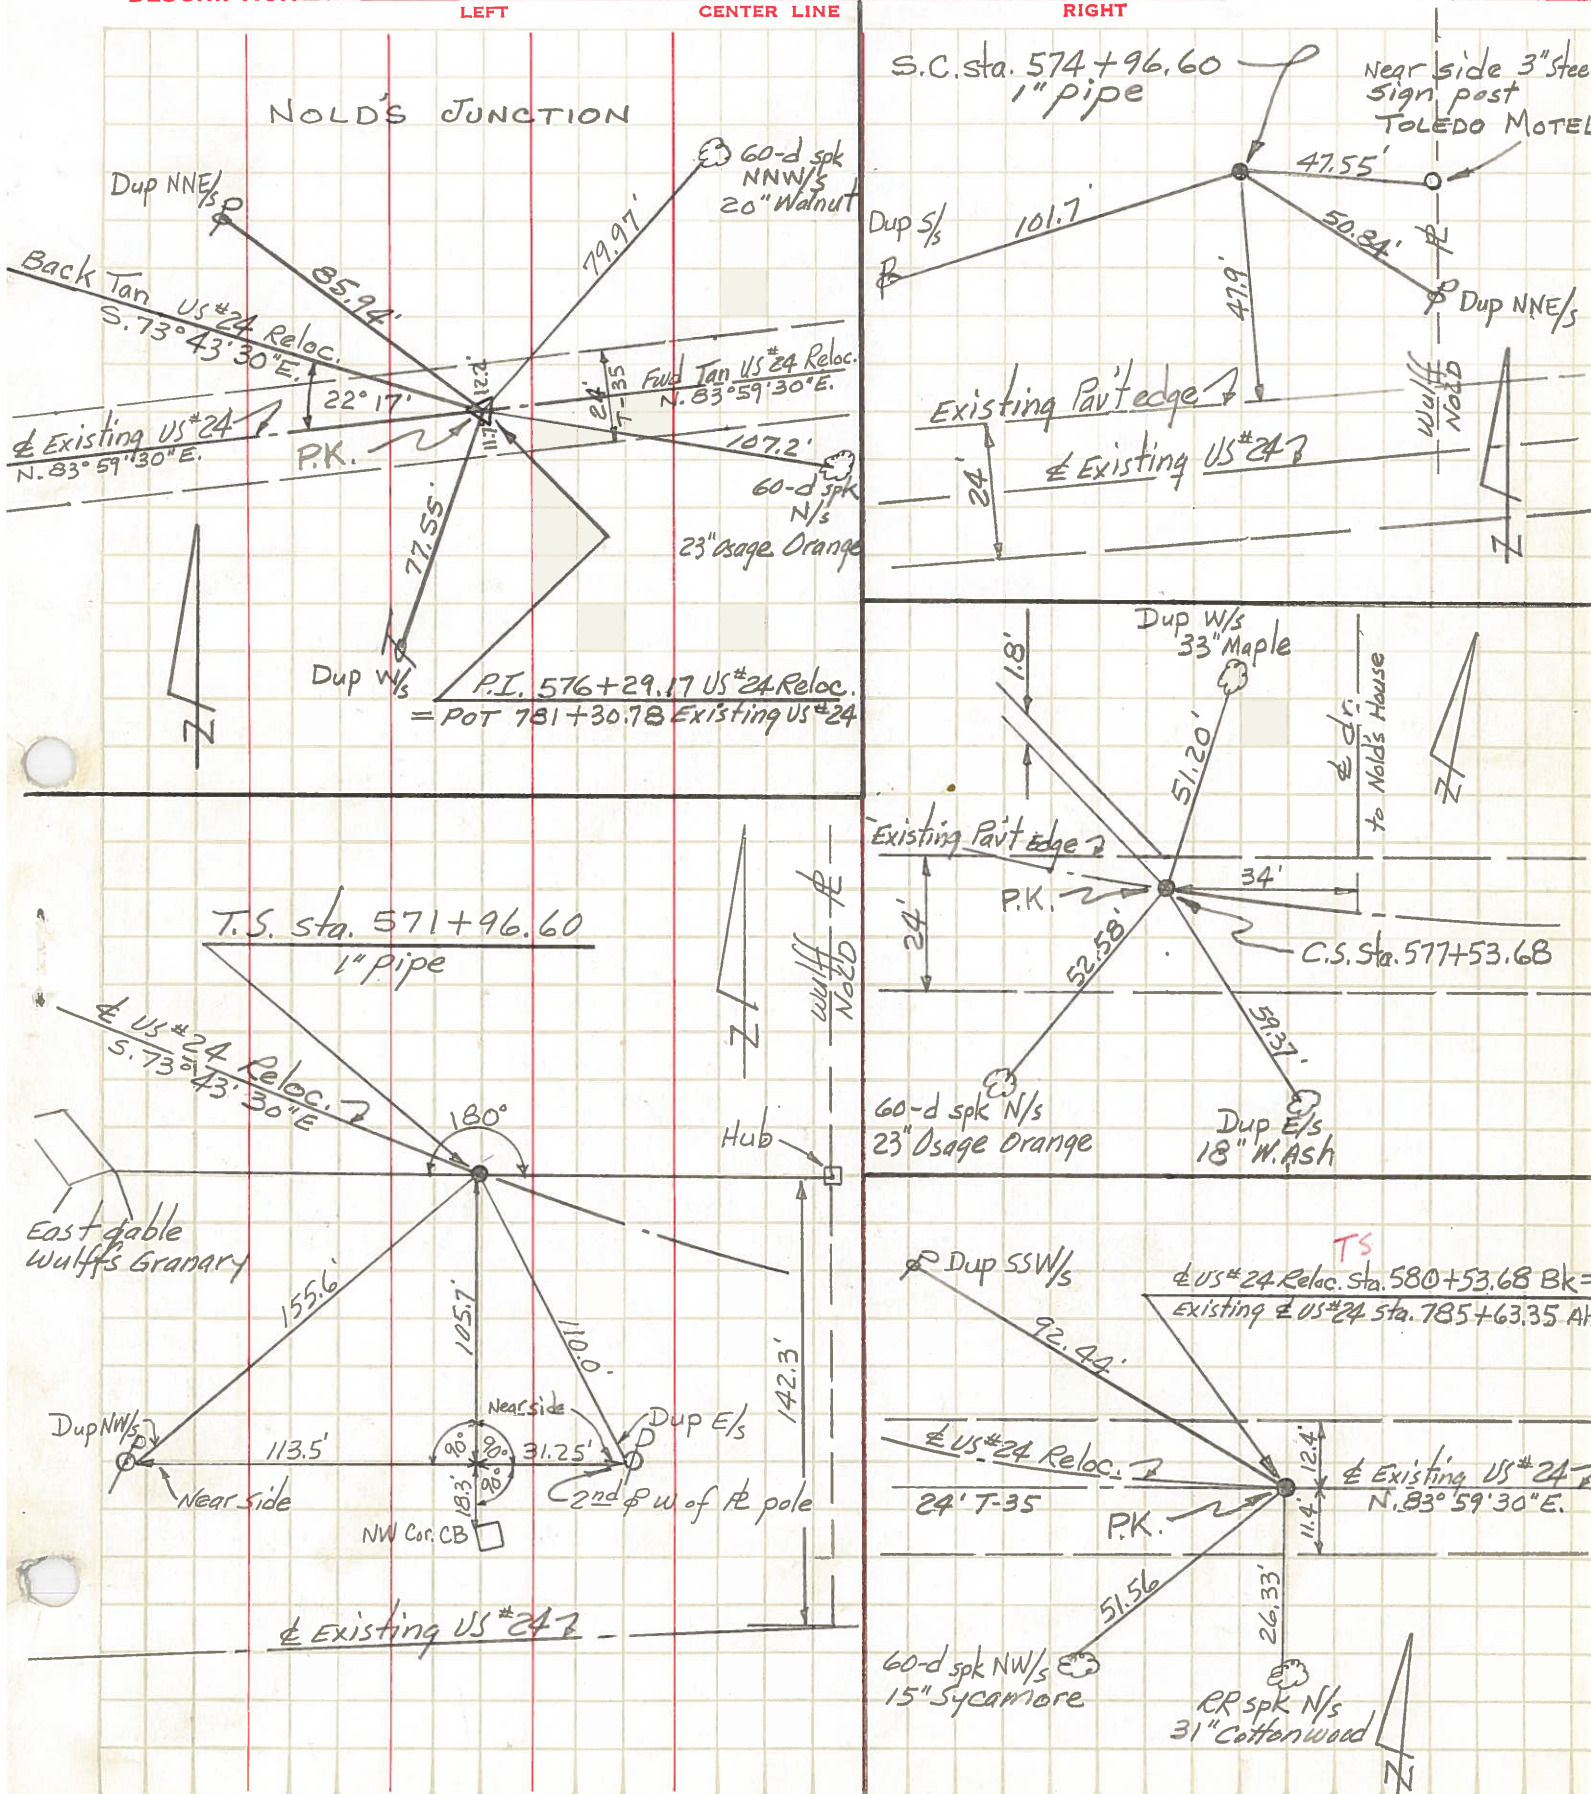 LEFT
CENTER LINE
RIGHT
NOLD'S JUNCTION
60-d spk
NNW/s
20" Walnut
Dup NNE/s
79.97'
85.94'
Back Tan US #24 Reloc.
S. 73° 43' 30" E.
12.2'
24'
T-35
Fwd Tan US #24 Reloc.
N. 83° 59' 30" E.
22° 17'
₵ Existing US #24
N. 83° 59' 30" E.
P.K.
11.7'
107.2'
60-d spk
N/s
23" Osage Orange
77.55'
Dup W/s
P.I. 576+29.17 US #24 Reloc.
= POT 781+30.78 Existing US #24
Z
S.C. sta. 574+96.60
1" pipe
Near side 3" Stee
Sign post
TOLEDO MOTEL
47.55'
Dup S/s
101.7'
50.84'
47.9'
Dup NNE/s
PL
Wulff
Nold
Existing Pav't edge
₵ Existing US #24
24'
Z
Dup W/s
33" Maple
1.8'
51.20'
₵ dr.
to Nold's House
Z
Existing Pav't Edge
24'
P.K.
34'
C.S. Sta. 577+53.68
52.58'
59.37'
60-d spk N/s
23" Osage Orange
Dup E/s
18" W. Ash
T.S. sta. 571+96.60
1" pipe
PL
Wulff
Nold
Z
₵ US #24 Reloc.
S. 73° 43' 30" E
180°
Hub
East gable
Wulff's Granary
155.6'
105.7'
110.0'
142.3'
Dup NW/s
Near side
Dup E/s
113.5'
90°
90°
31.25'
90°
18.3'
Near side
2nd P W of PL pole
NW Cor. CB
₵ Existing US #24
Dup SSW/s
TS
₵ US #24 Reloc. Sta. 580+53.68 Bk =
Existing ₵ US #24 Sta. 785+63.35 Ah
92.44'
₵ US #24 Reloc.
12.4'
₵ Existing US #24
N. 83° 59' 30" E.
24' T-35
P.K.
11.4'
51.56
26.33'
60-d spk NW/s
15" Sycamore
RR spk N/s
31" Cottonwood
Z